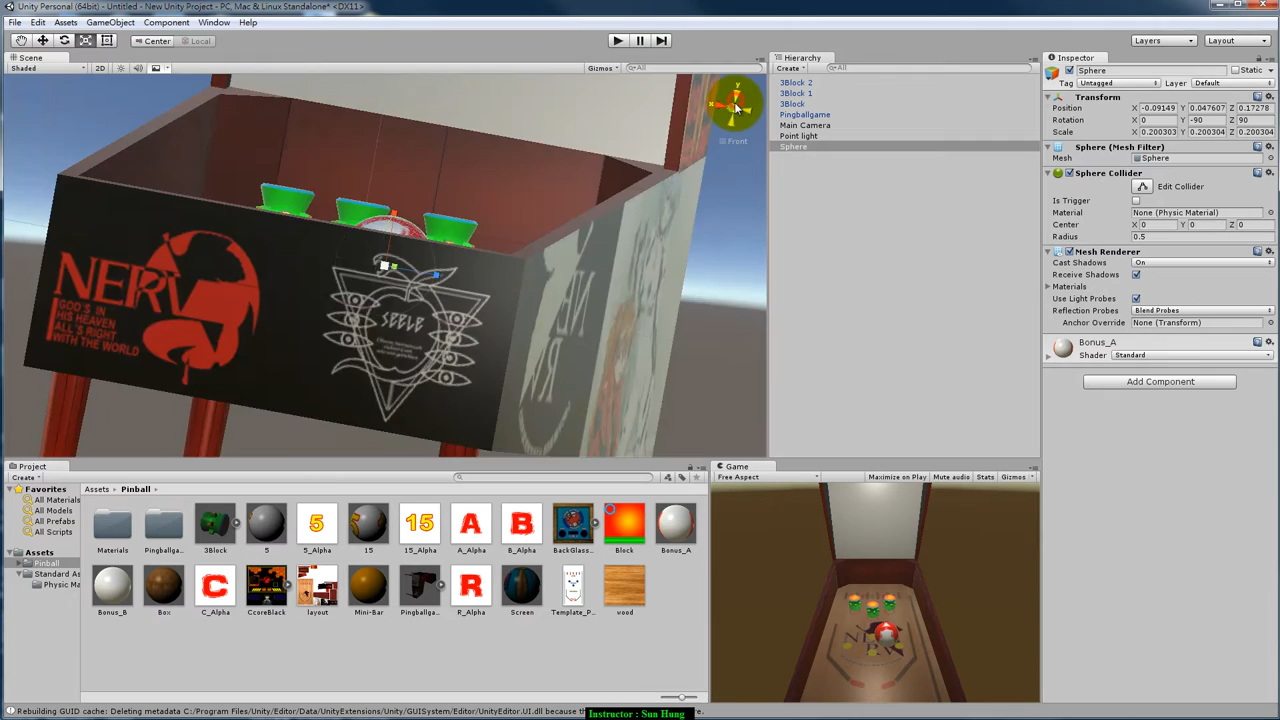 Unity Personal (64bit) - Untitled - New Unity Project - PC, Mac & Linux Standalone* <DX11>
File Edit Assets GameObject Component Window Help
Center Local Layers Layout
Scene
Shaded 2D Gizmos All
y
x
Front
NERV
GOD'S IN
HIS HEAVEN
ALL'S RIGHT
WITH THE WORLD
SEELE
Hierarchy
Create All
3Block 2
3Block 1
3Block
Pingballgame
Main Camera
Point light
Sphere
Inspector
Sphere Static
Tag Untagged Layer Default
Transform
Position X -0.09149 Y 0.047607 Z 0.17278
Rotation X 0 Y -90 Z 90
Scale X 0.200303 Y 0.200304 Z 0.200304
Sphere (Mesh Filter)
Mesh Sphere
Sphere Collider
Edit Collider
Is Trigger
Material None (Physic Material)
Center X 0 Y 0 Z 0
Radius 0.5
Mesh Renderer
Cast Shadows On
Receive Shadows
Materials
Use Light Probes
Reflection Probes Blend Probes
Anchor Override None (Transform)
Bonus_A
Shader Standard
Add Component
Project
Create
Favorites
All Materials
All Models
All Prefabs
All Scripts
Assets
Pinball
Standard As
Physic Ma
Assets Pinball
5 15 A B
Materials Pingballga... 3Block 5 5_Alpha 15 15_Alpha A_Alpha B_Alpha BackGlass... Block Bonus_A
C R
Bonus_B Box C_Alpha CcoreBlack layout Mini-Bar Pingballga... R_Alpha Screen Template_P... wood
Game
Free Aspect Maximize on Play Mute audio Stats Gizmos
Rebuilding GUID cache: Deleting metadata C:/Program Files/Unity/Editor/Data/UnityExtensions/Unity/GUISystem/Editor/UnityEditor.UI.dll because th
Instructor : Sun Hung